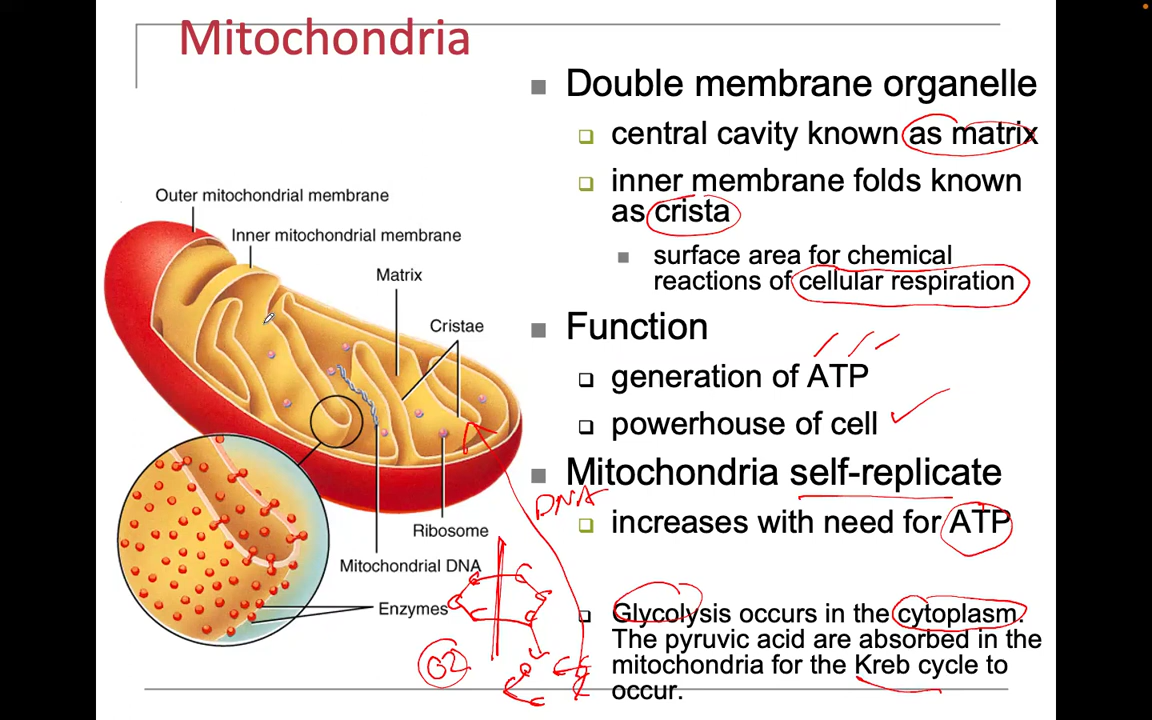 Mitochondria
Double membrane organelle
central cavity known as matrix
inner membrane folds known
as crista
surface area for chemical
reactions of cellular respiration
Function
generation of ATP
powerhouse of cell
Mitochondria self-replicate
increases with need for ATP
Glycolysis occurs in the cytoplasm.
The pyruvic acid are absorbed in the
mitochondria for the Kreb cycle to
occur.
Outer mitochondrial membrane
Inner mitochondrial membrane
Matrix
Cristae
Ribosome
Mitochondrial DNA
Enzymes
DNA
O2